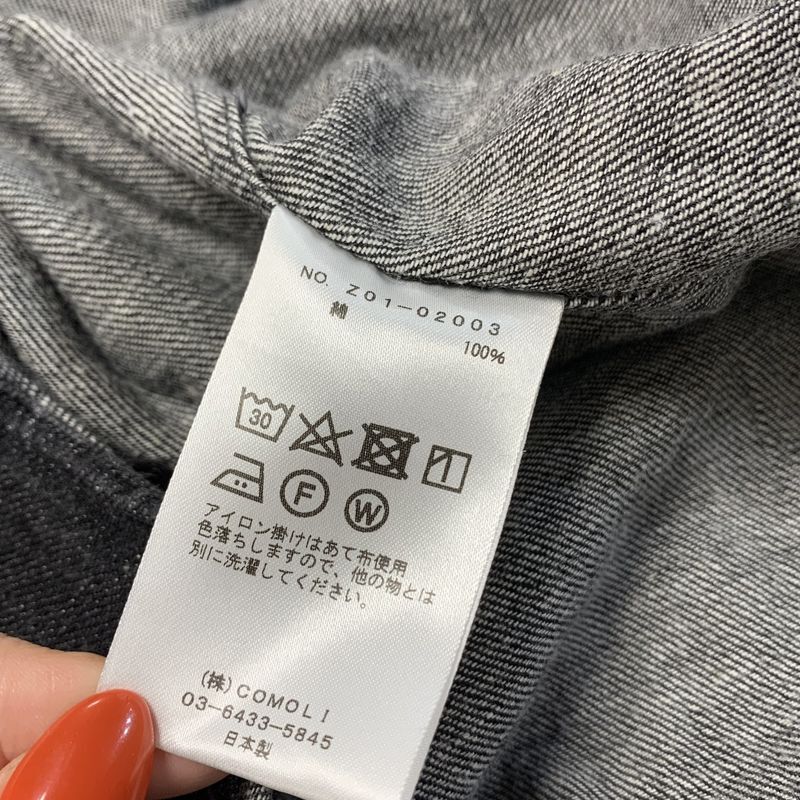 NO. Z01-02003
綿
100%
30
F W
アイロン掛けはあて布使用
色落ちしますので、他の物とは
別に洗濯してください。
(株)COMOLI
03-6433-5845
日本製